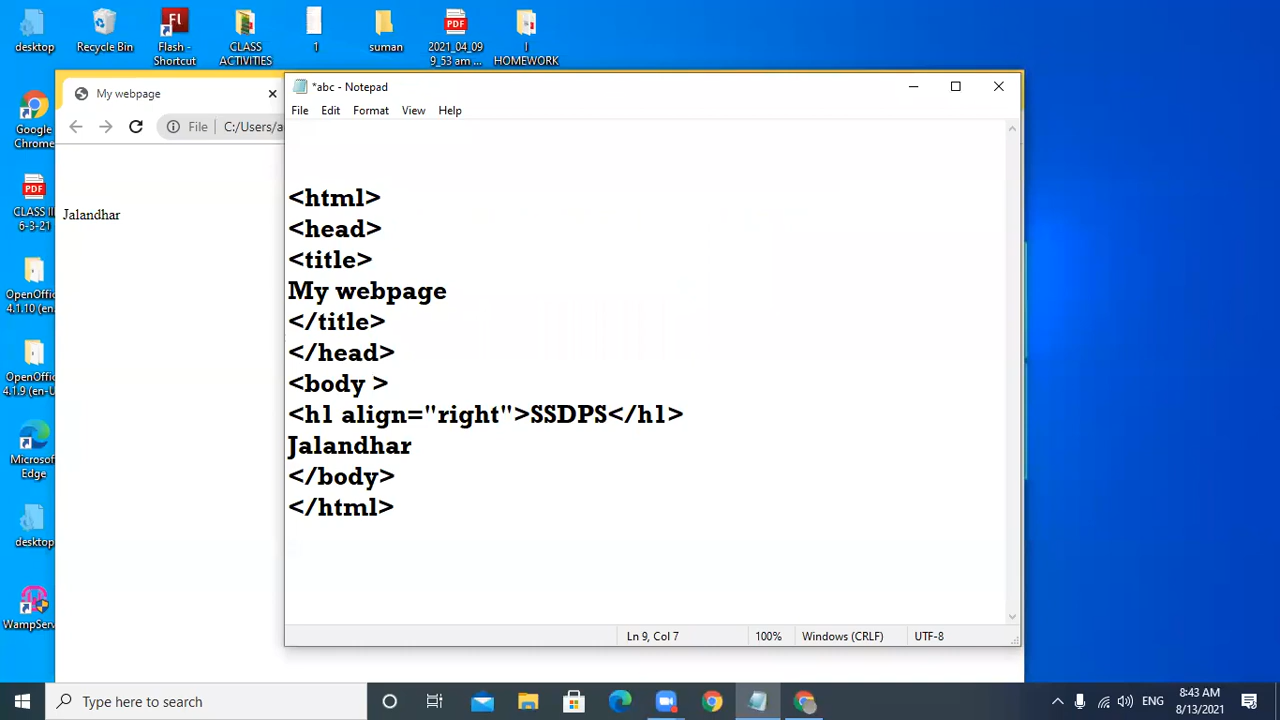 desktop
Recycle Bin
Flash -
Shortcut
CLASS
ACTIVITIES
1
suman
2021_04_09
9_53 am ...
I
HOMEWORK
Google
Chrome
PDF
CLASS III
6-3-21
OpenOffice
4.1.10 (en-
OpenOffice
4.1.9 (en-U
Microsoft
Edge
desktop
WampServ
My webpage
File
C:/Users/a
Jalandhar
*abc - Notepad
File Edit Format View Help
<html>
<head>
<title>
My webpage
</title>
</head>
<body >
<h1 align="right">SSDPS</h1>
Jalandhar
</body>
</html>
Ln 9, Col 7
100%
Windows (CRLF)
UTF-8
Type here to search
ENG
8:43 AM
8/13/2021